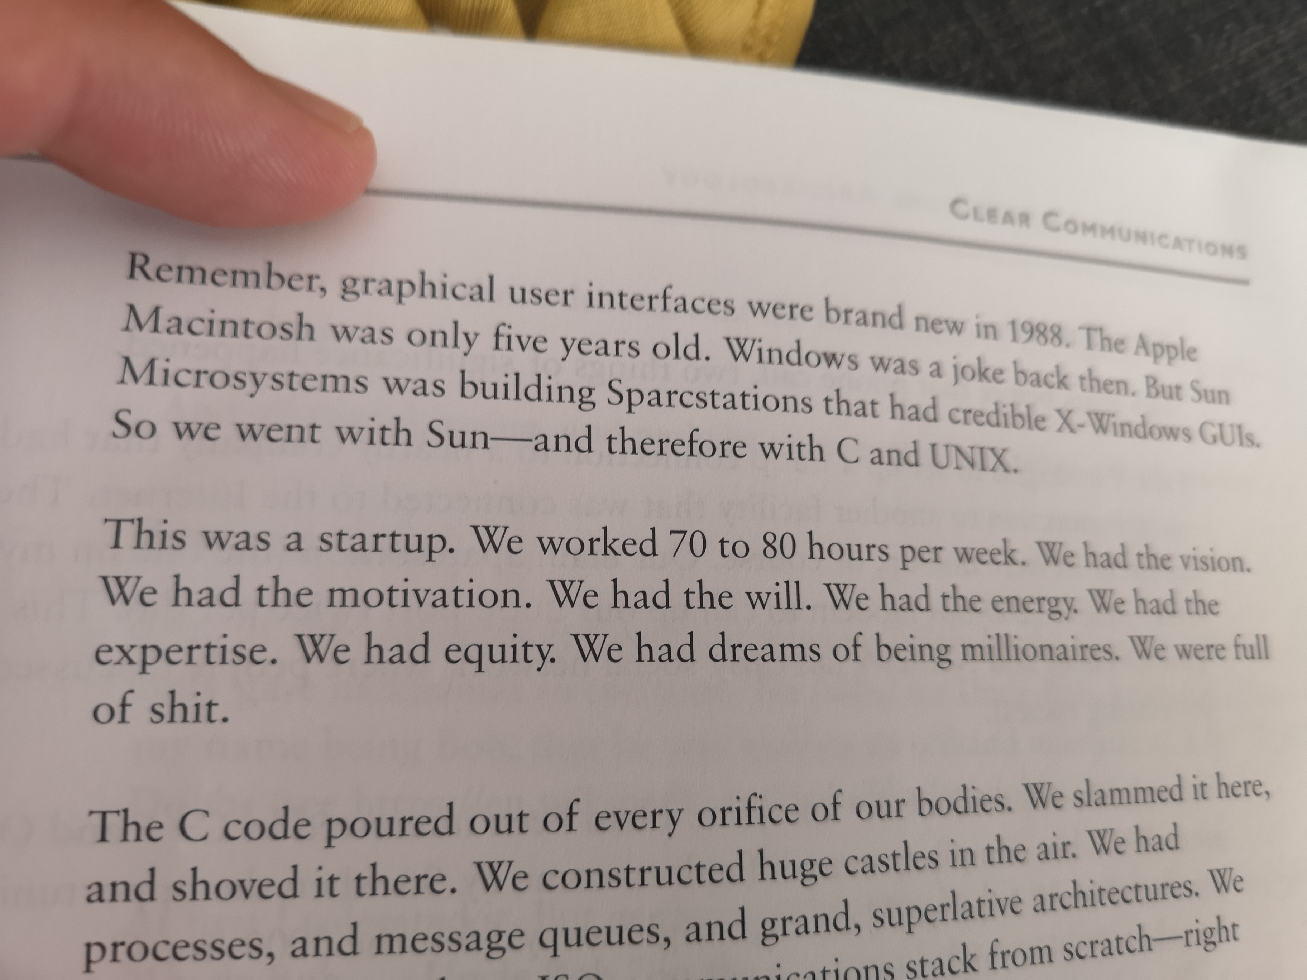 CLEAR COMMUNICATIONS
Remember, graphical user interfaces were brand new in 1988. The Apple
Macintosh was only five years old. Windows was a joke back then. But Sun
Microsystems was building Sparcstations that had credible X-Windows GUIs.
So we went with Sun—and therefore with C and UNIX.
This was a startup. We worked 70 to 80 hours per week. We had the vision.
We had the motivation. We had the will. We had the energy. We had the
expertise. We had equity. We had dreams of being millionaires. We were full
of shit.
The C code poured out of every orifice of our bodies. We slammed it here,
and shoved it there. We constructed huge castles in the air. We had
processes, and message queues, and grand, superlative architectures. We
stack from scratch—right